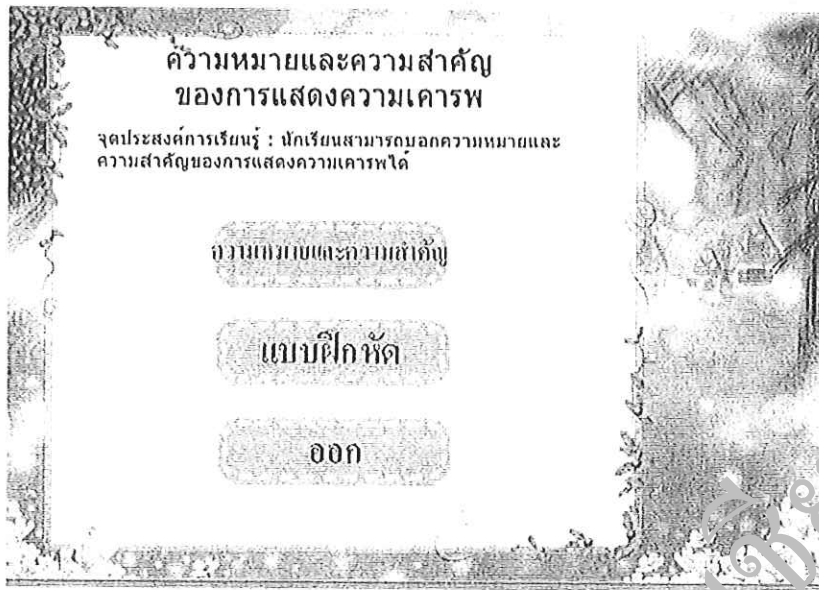 ความหมายและความสำคัญ
ของการแสดงความเคารพ
จุดประสงค์การเรียนรู้ : นักเรียนสามารถบอกความหมายและ
ความสำคัญของการแสดงความเคารพได้
ความหมายและความสำคัญ
แบบฝึกหัด
ออก